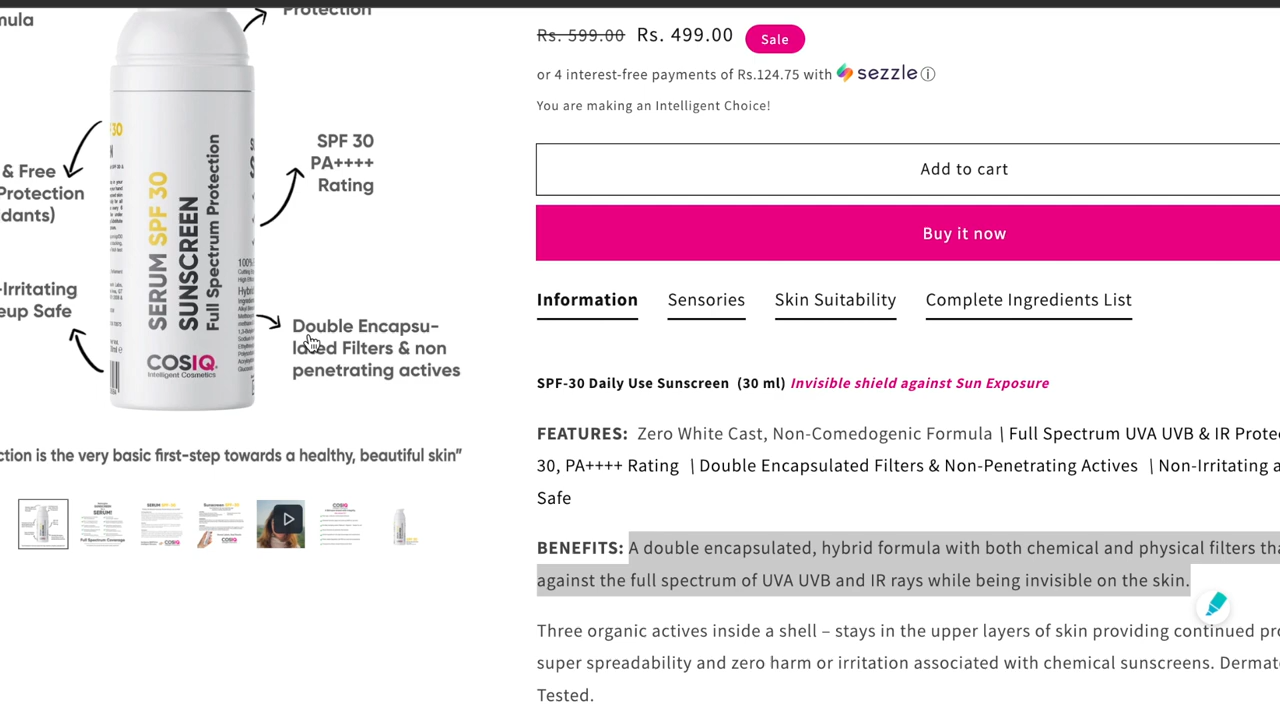 mula
Protection
& Free
Protection
dants)
-Irritating
eup Safe
30
SERUM SPF 30
SUNSCREEN
Full Spectrum Protection
COSIQ
Intelligent Cosmetics
SPF 30
PA++++
Rating
Double Encapsu-
lated Filters & non
penetrating actives
ction is the very basic first-step towards a healthy, beautiful skin”
Rs. 599.00 Rs. 499.00 Sale
or 4 interest-free payments of Rs.124.75 with sezzle
You are making an Intelligent Choice!
Add to cart
Buy it now
Information Sensories Skin Suitability Complete Ingredients List
SPF-30 Daily Use Sunscreen (30 ml) Invisible shield against Sun Exposure
FEATURES: Zero White Cast, Non-Comedogenic Formula \ Full Spectrum UVA UVB & IR Prote
30, PA++++ Rating \ Double Encapsulated Filters & Non-Penetrating Actives \ Non-Irritating a
Safe
BENEFITS: A double encapsulated, hybrid formula with both chemical and physical filters tha
against the full spectrum of UVA UVB and IR rays while being invisible on the skin.
Three organic actives inside a shell – stays in the upper layers of skin providing continued pro
super spreadability and zero harm or irritation associated with chemical sunscreens. Dermat
Tested.